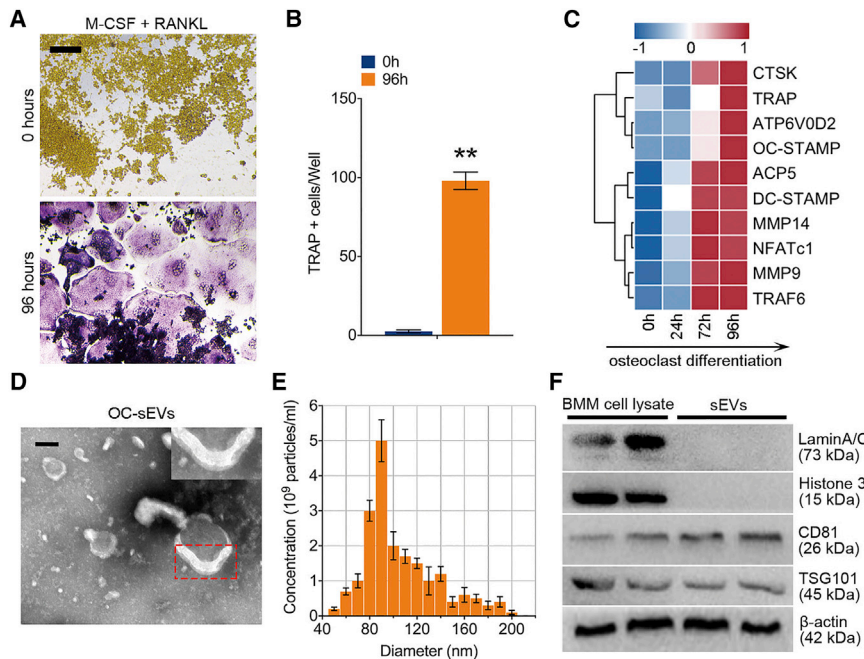 A
M-CSF + RANKL
0 hours
96 hours
B
0h
96h
TRAP + cells/Well
150
100
50
0
**
C
-1 0 1
CTSK
TRAP
ATP6V0D2
OC-STAMP
ACP5
DC-STAMP
MMP14
NFATc1
MMP9
TRAF6
0h 24h 72h 96h
osteoclast differentiation
D
OC-sEVs
E
Concentration (10⁹ particles/ml)
6
5
4
3
2
1
0
40 80 120 160 200
Diameter (nm)
F
BMM cell lysate sEVs
LaminA/C
(73 kDa)
Histone 3
(15 kDa)
CD81
(26 kDa)
TSG101
(45 kDa)
β-actin
(42 kDa)